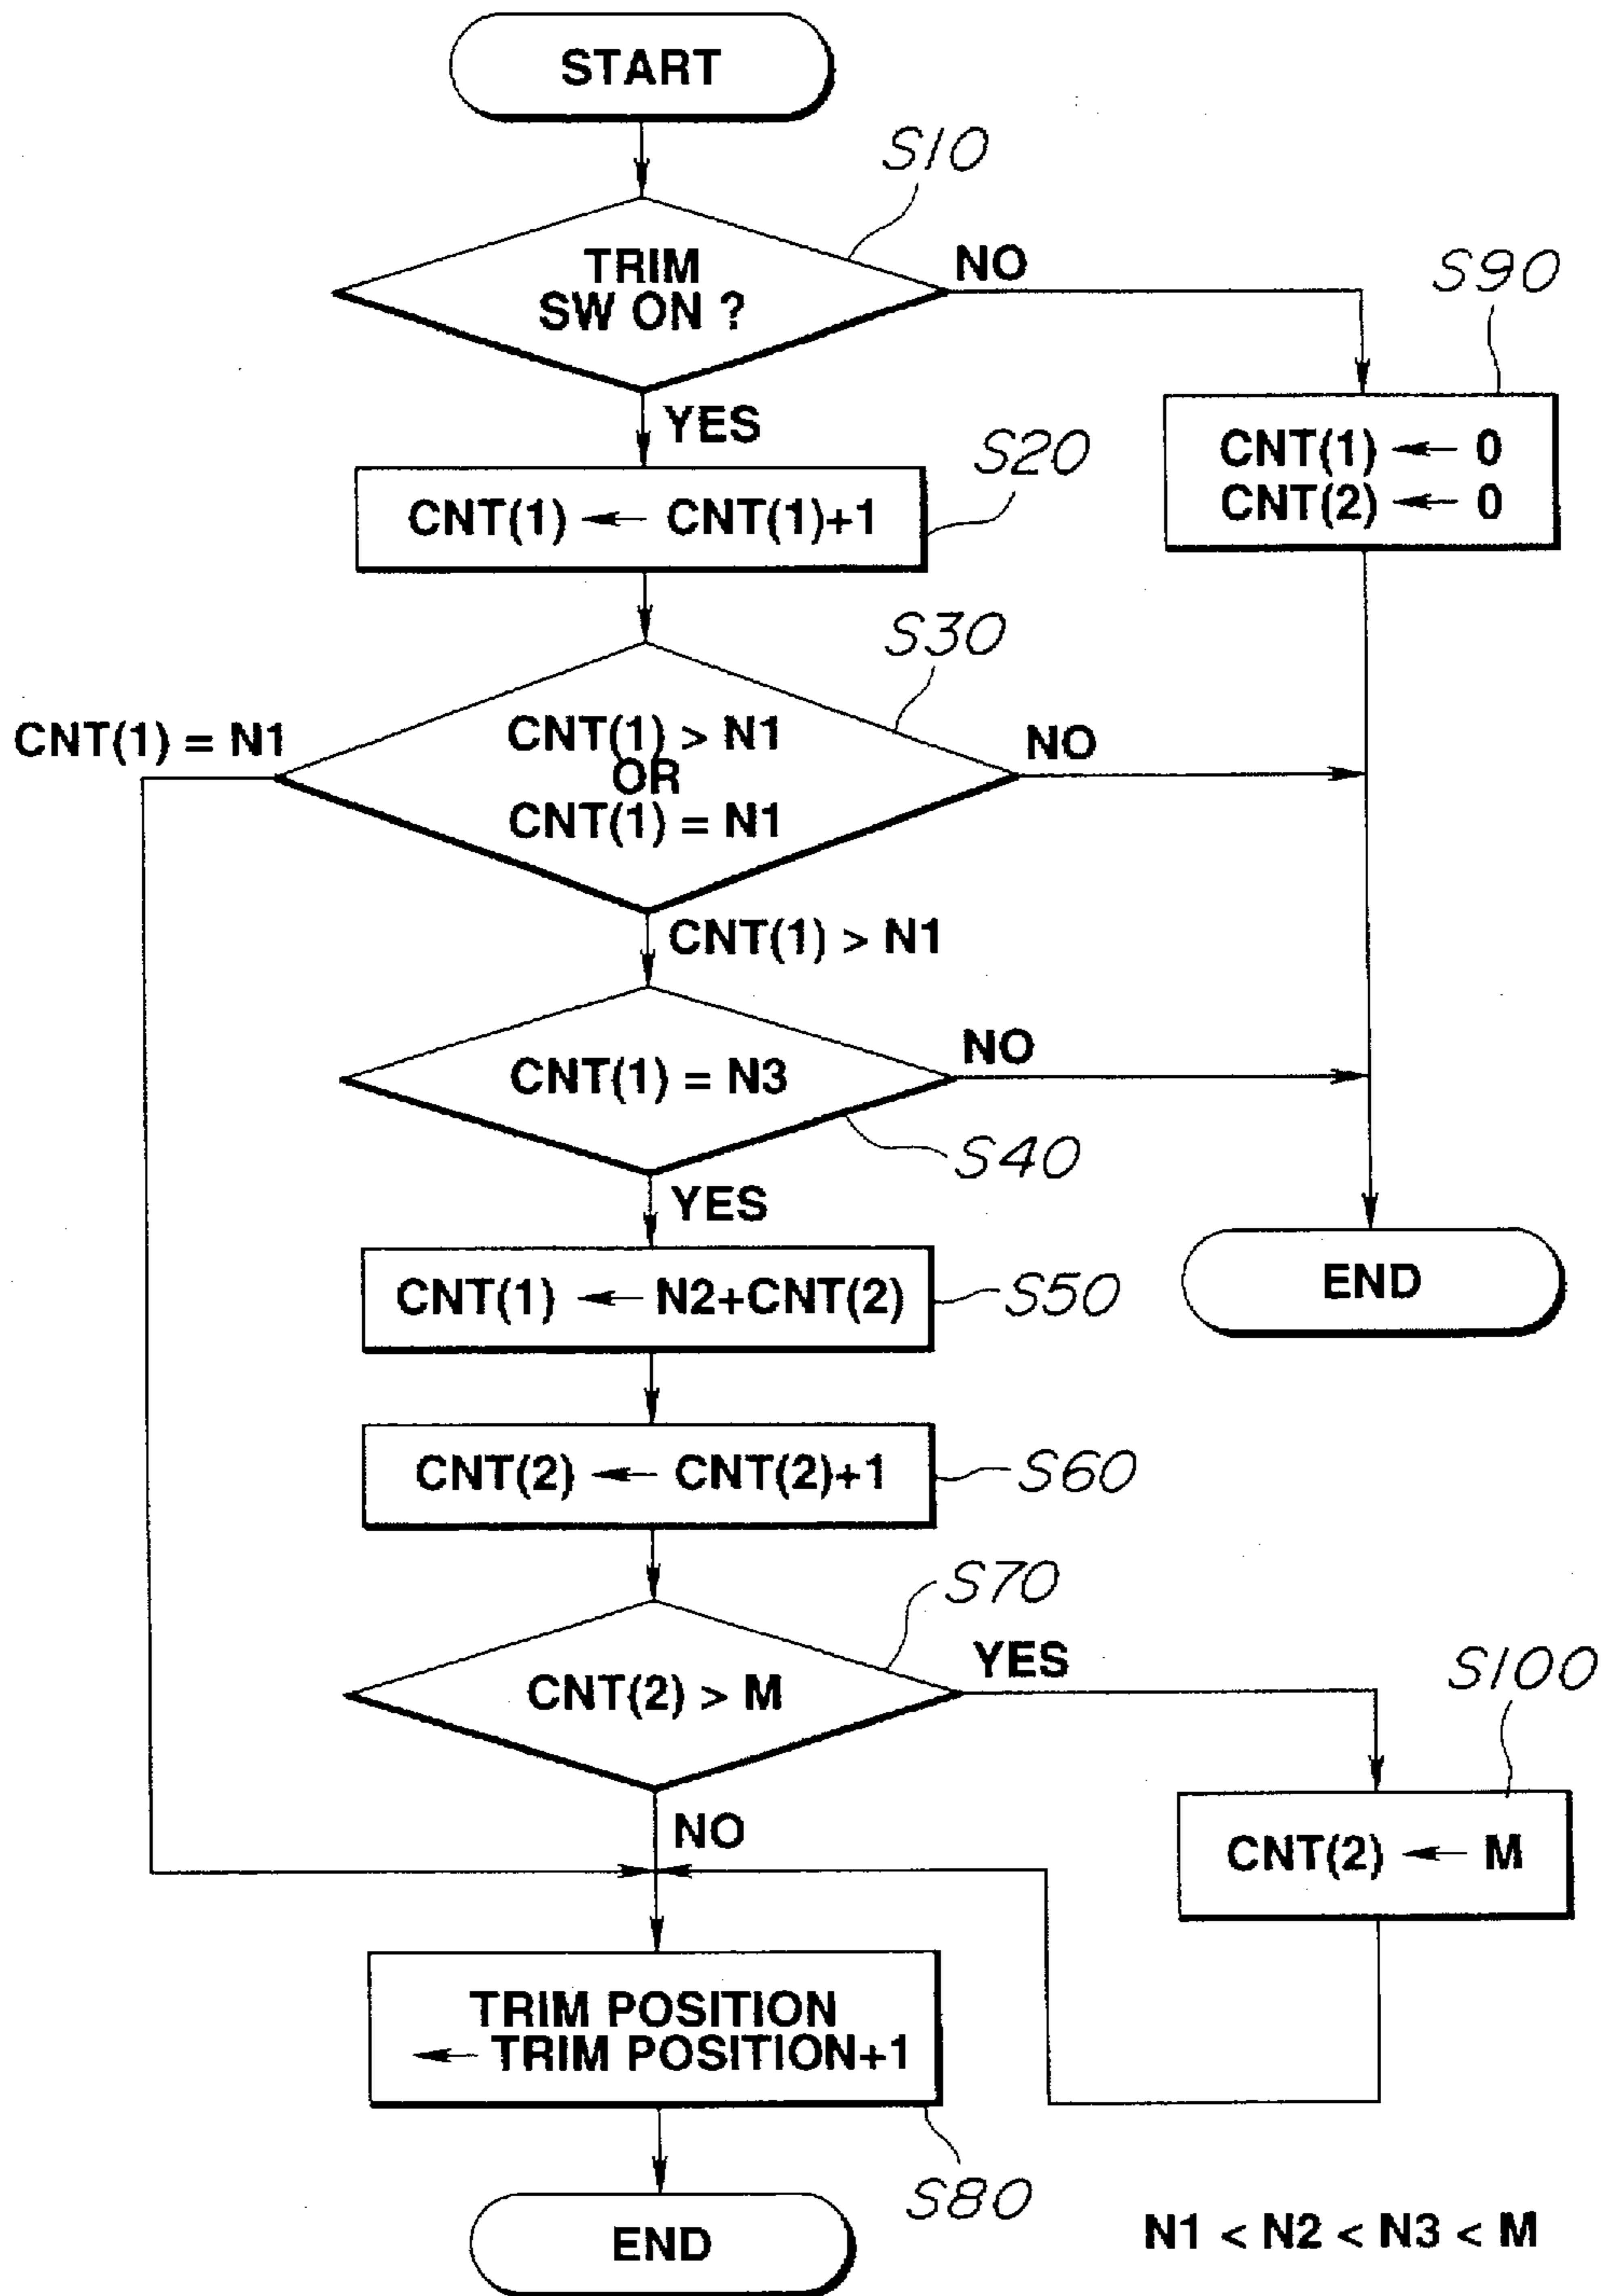 START
S10
TRIM
SW ON ?
NO
S90
YES
CNT(1) ← 0
CNT(2) ← 0
S20
CNT(1) ← CNT(1)+1
S30
CNT(1) = N1
CNT(1) > N1
OR
CNT(1) = N1
NO
CNT(1) > N1
CNT(1) = N3
NO
S40
YES
CNT(1) ← N2+CNT(2)
S50
END
CNT(2) ← CNT(2)+1
S60
S70
CNT(2) > M
YES
S100
NO
CNT(2) ← M
TRIM POSITION
← TRIM POSITION+1
S80
END
N1 < N2 < N3 < M